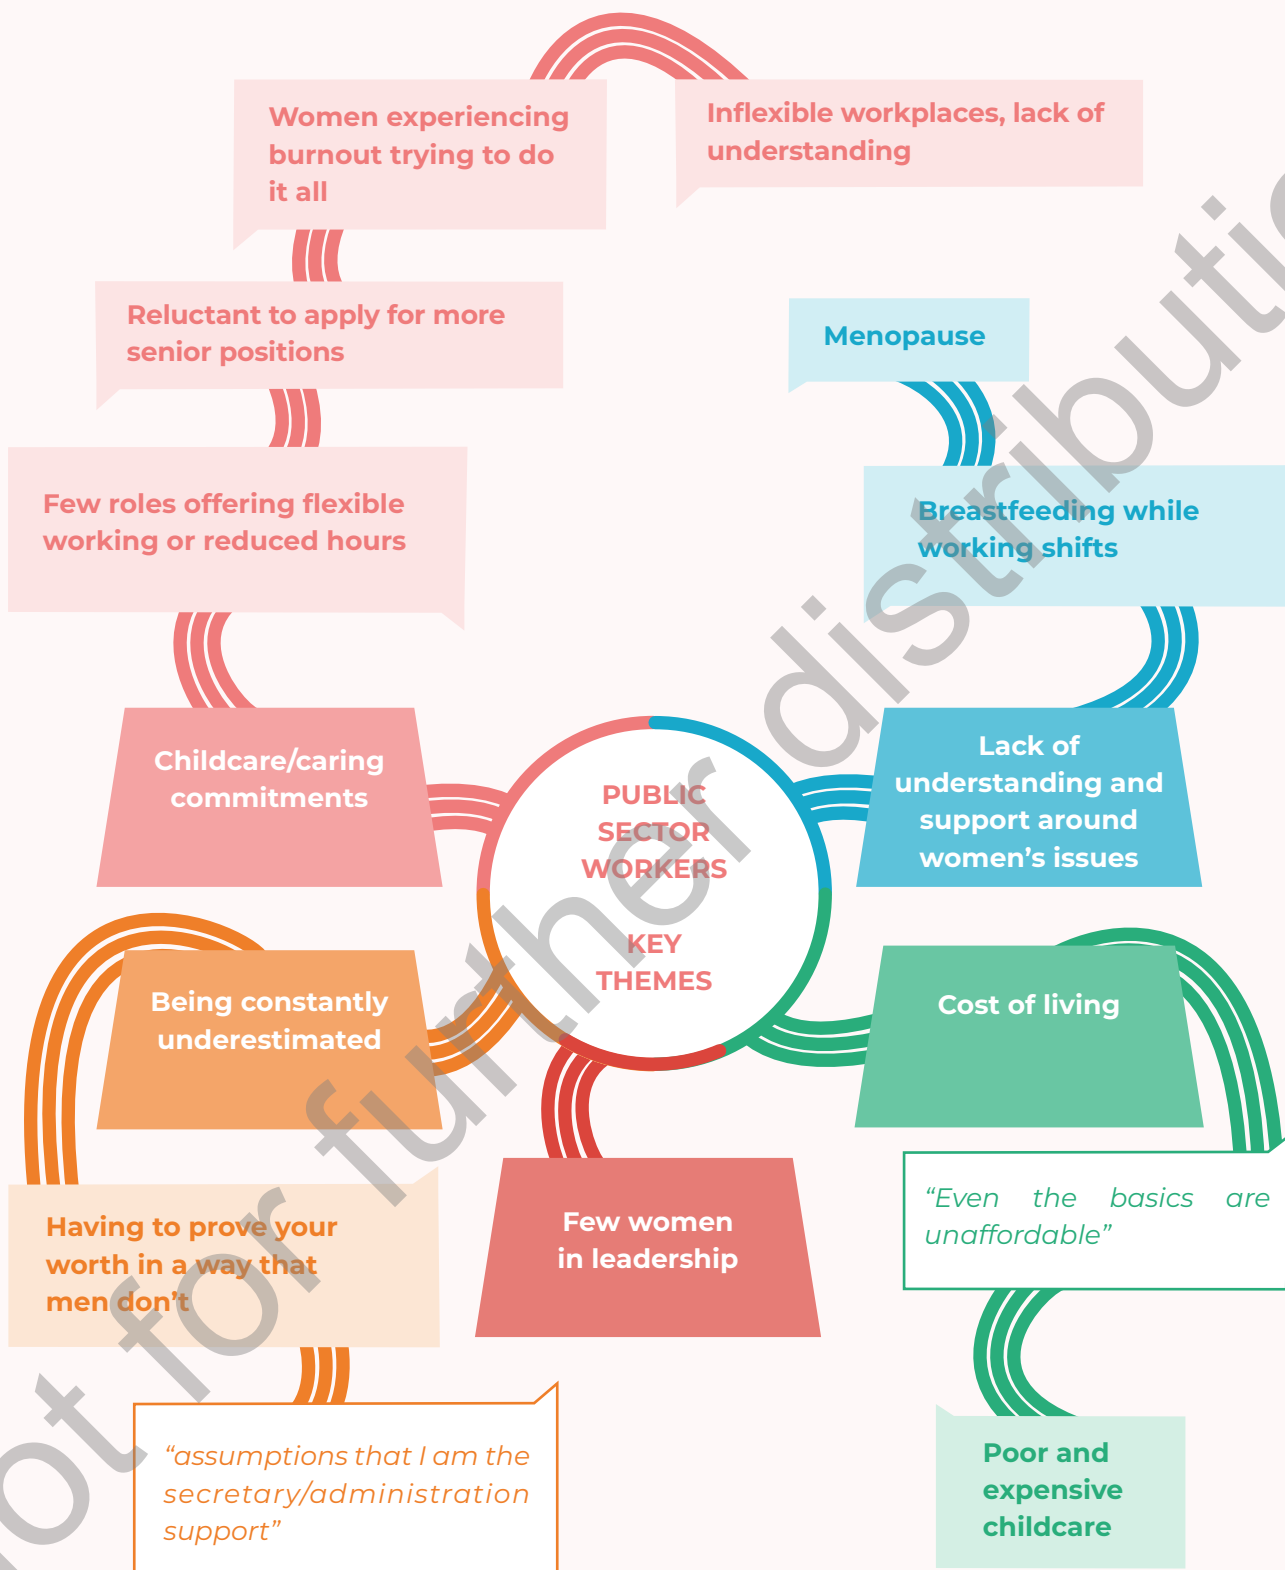 Women experiencing
burnout trying to do
it all
Inflexible workplaces, lack of
understanding
Reluctant to apply for more
senior positions
Menopause
Few roles offering flexible
working or reduced hours
Breastfeeding while
working shifts
Childcare/caring
commitments
PUBLIC
SECTOR
WORKERS
KEY
THEMES
Lack of
understanding and
support around
women’s issues
Being constantly
underestimated
Cost of living
Having to prove your
worth in a way that
men don’t
Few women
in leadership
“Even the basics are
unaffordable”
“assumptions that I am the
secretary/administration
support”
Poor and
expensive
childcare
for further